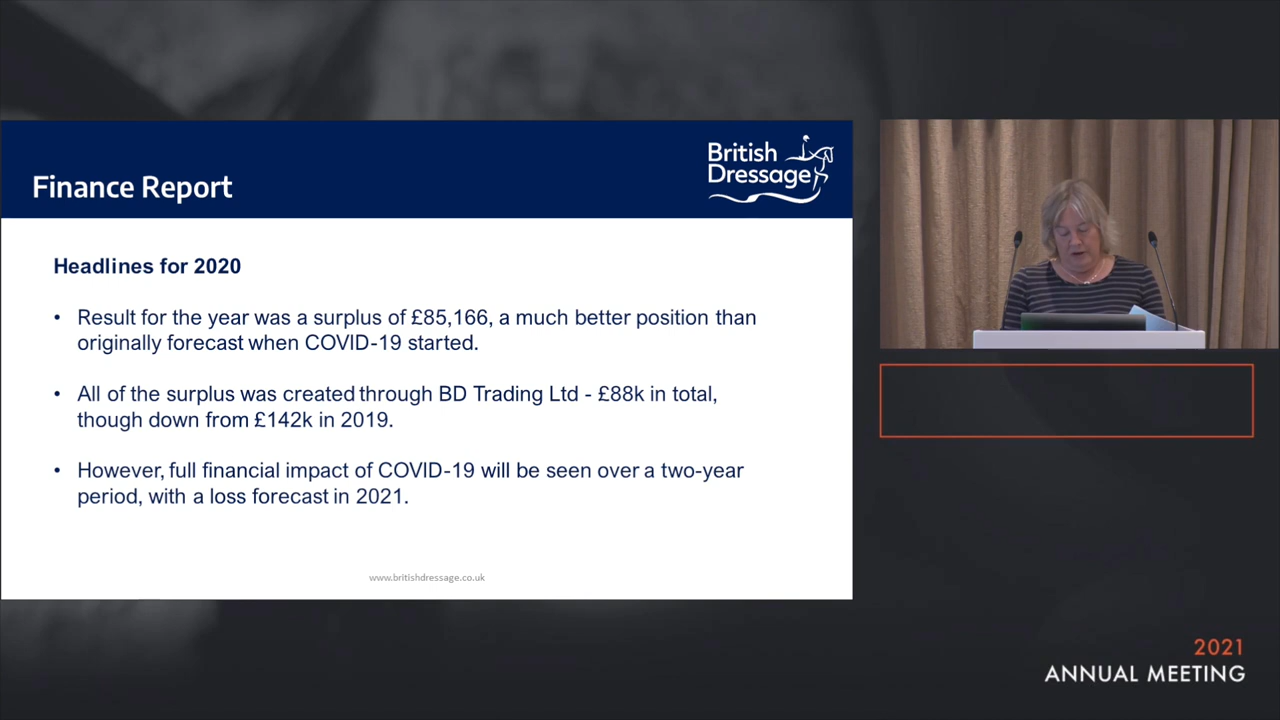 British
Dressage
Finance Report
Headlines for 2020
• Result for the year was a surplus of £85,166, a much better position than
originally forecast when COVID-19 started.
• All of the surplus was created through BD Trading Ltd - £88k in total,
though down from £142k in 2019.
• However, full financial impact of COVID-19 will be seen over a two-year
period, with a loss forecast in 2021.
www.britishdressage.co.uk
2021
ANNUAL MEETING